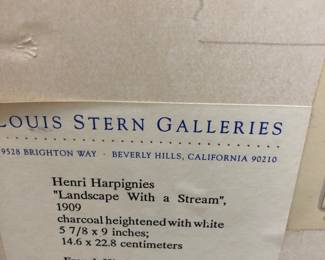 LOUIS STERN GALLERIES
9528 BRIGHTON WAY · BEVERLY HILLS, CALIFORNIA 90210
Henri Harpignies
"Landscape With a Stream",
1909
charcoal heightened with white
5 7/8 x 9 inches;
14.6 x 22.8 centimeters